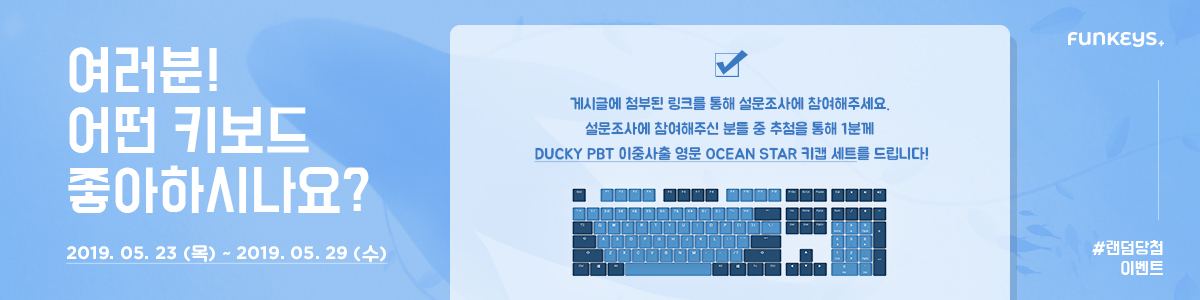 여러분!
어떤 키보드
좋아하시나요?
2019. 05. 23 (목) ~ 2019. 05. 29 (수)
게시글에 첨부된 링크를 통해 설문조사에 참여해주세요.
설문조사에 참여해주신 분들 중 추첨을 통해 1분께
DUCKY PBT 이중사출 영문 OCEAN STAR 키캡 세트를 드립니다!
FUNKEYS+
#랜덤당첨
이벤트